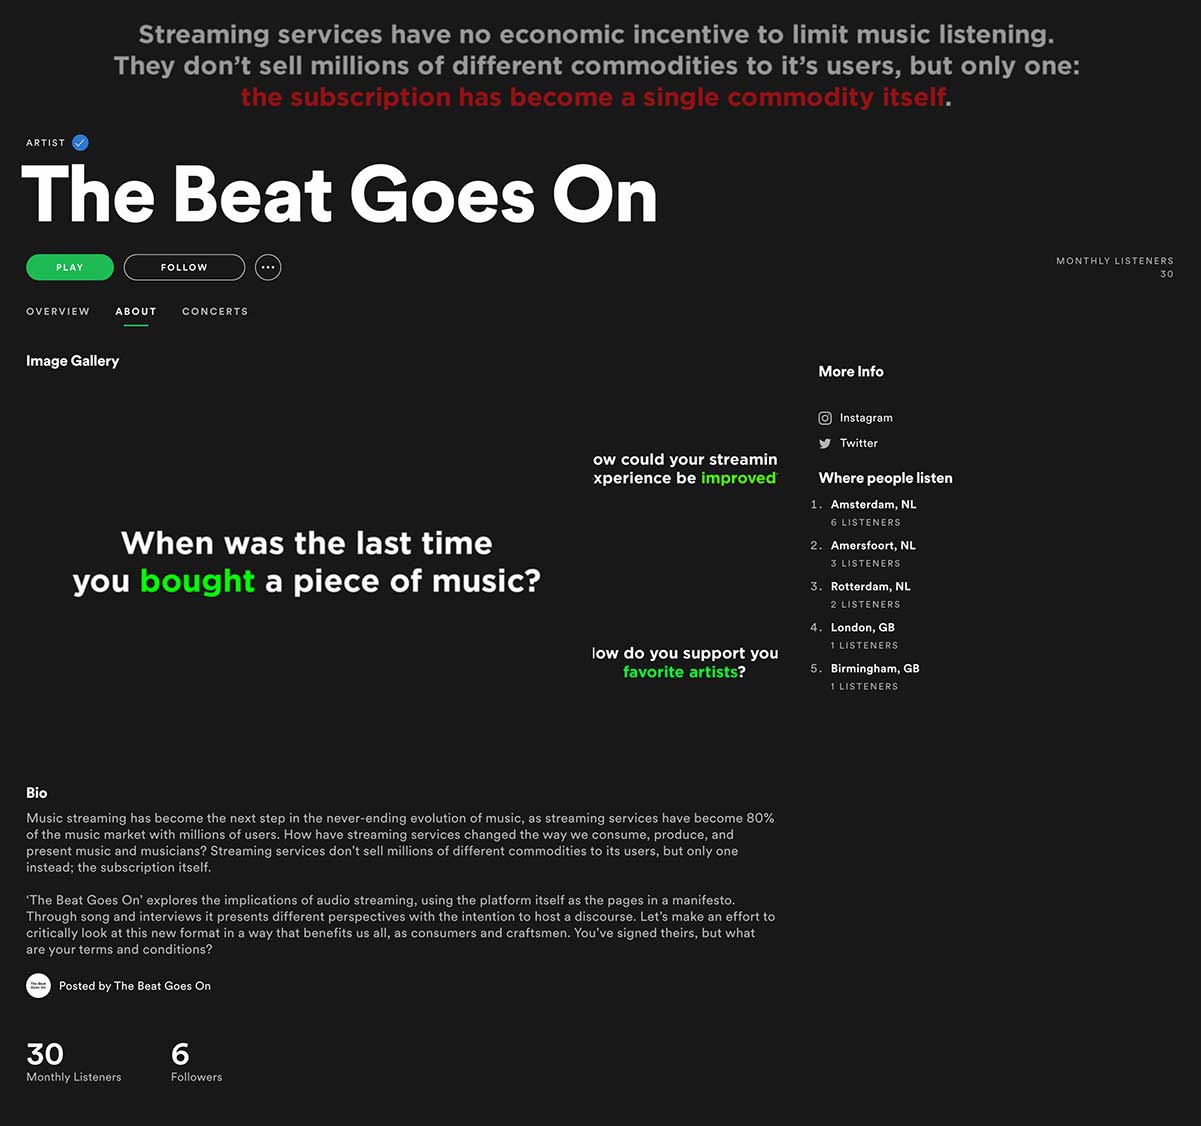 Streaming services have no economic incentive to limit music listening.
They don’t sell millions of different commodities to it’s users, but only one:
the subscription has become a single commodity itself.
ARTIST
The Beat Goes On
PLAY
FOLLOW
MONTHLY LISTENERS
30
OVERVIEW
ABOUT
CONCERTS
Image Gallery
When was the last time
you bought a piece of music?
ow could your streamin
xperience be improved
ow do you support you
favorite artists?
More Info
Instagram
Twitter
Where people listen
1. Amsterdam, NL
6 LISTENERS
2. Amersfoort, NL
3 LISTENERS
3. Rotterdam, NL
2 LISTENERS
4. London, GB
1 LISTENERS
5. Birmingham, GB
1 LISTENERS
Bio
Music streaming has become the next step in the never-ending evolution of music, as streaming services have become 80%
of the music market with millions of users. How have streaming services changed the way we consume, produce, and
present music and musicians? Streaming services don't sell millions of different commodities to its users, but only one
instead; the subscription itself.
‘The Beat Goes On’ explores the implications of audio streaming, using the platform itself as the pages in a manifesto.
Through song and interviews it presents different perspectives with the intention to host a discourse. Let’s make an effort to
critically look at this new format in a way that benefits us all, as consumers and craftsmen. You’ve signed theirs, but what
are your terms and conditions?
The Beat
Goes On
Posted by The Beat Goes On
30
Monthly Listeners
6
Followers